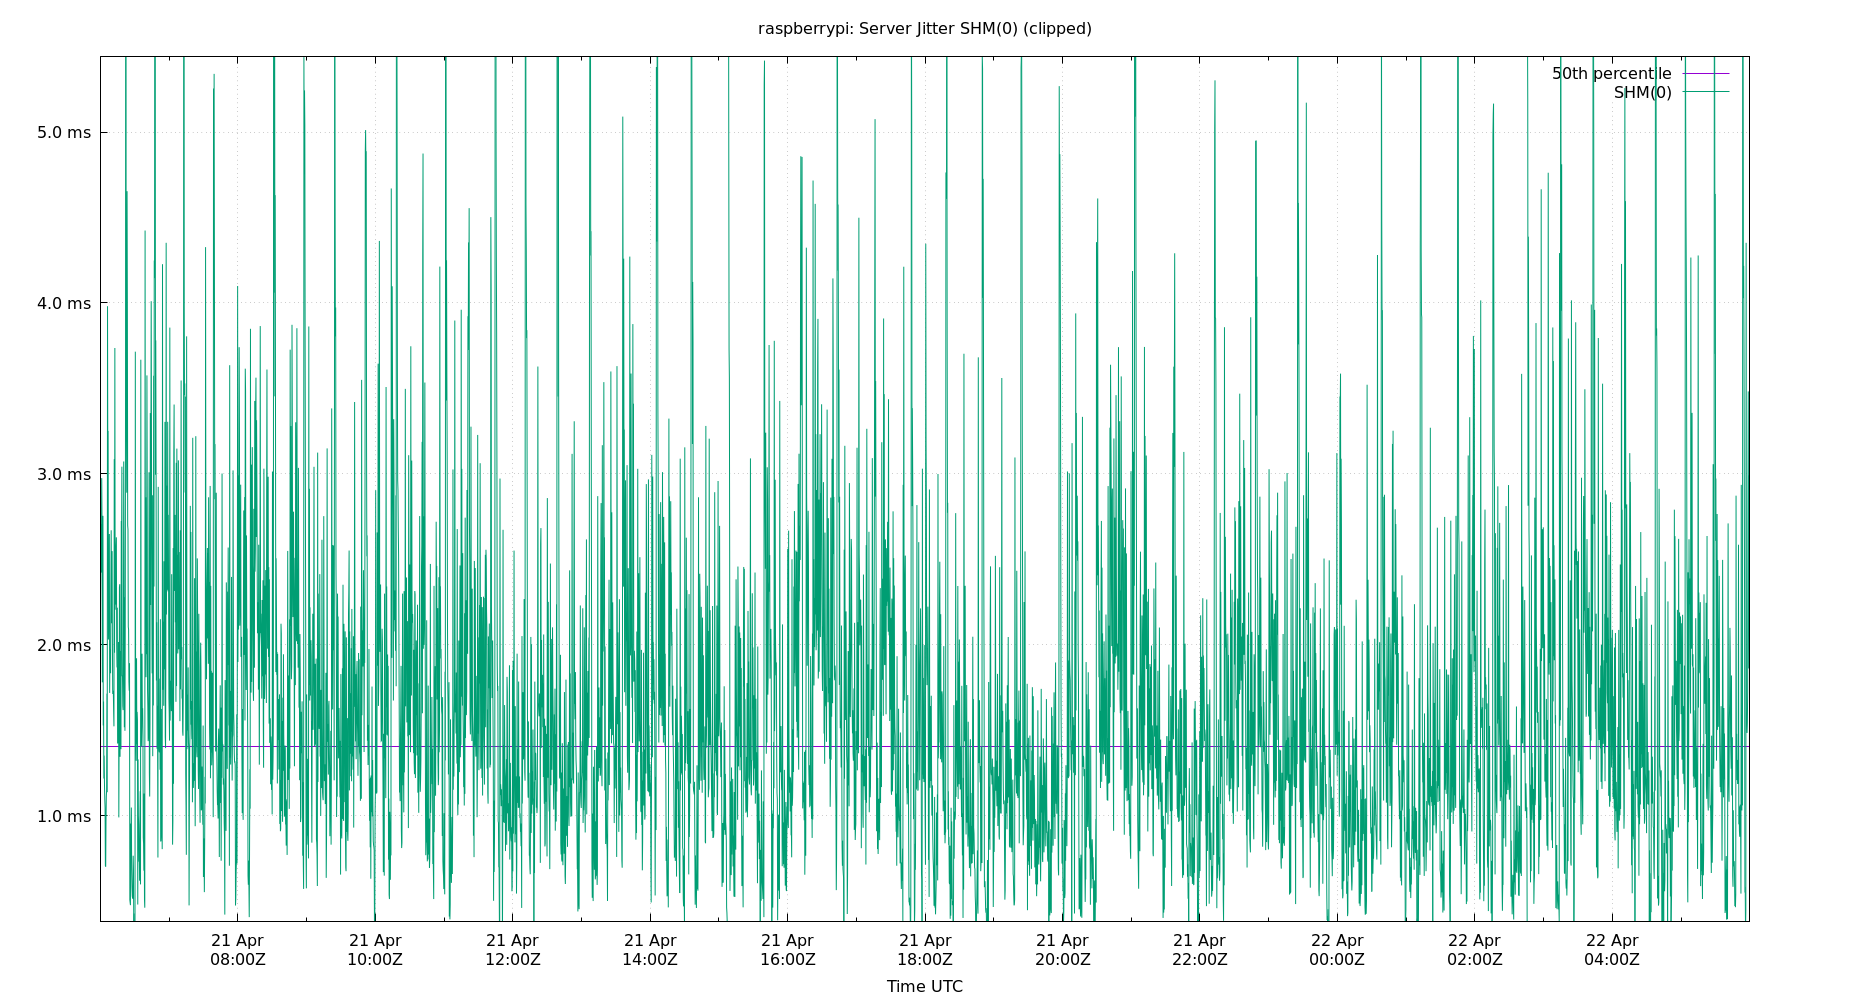 raspberrypi: Server Jitter SHM(0) (clipped)
50th percentile
SHM(0)
5.0 ms
4.0 ms
3.0 ms
2.0 ms
1.0 ms
21 Apr 21 Apr 21 Apr 21 Apr 21 Apr 21 Apr 21 Apr 21 Apr 22 Apr 22 Apr 22 Apr
08:00Z 10:00Z 12:00Z 14:00Z 16:00Z 18:00Z 20:00Z 22:00Z 00:00Z 02:00Z 04:00Z
Time UTC